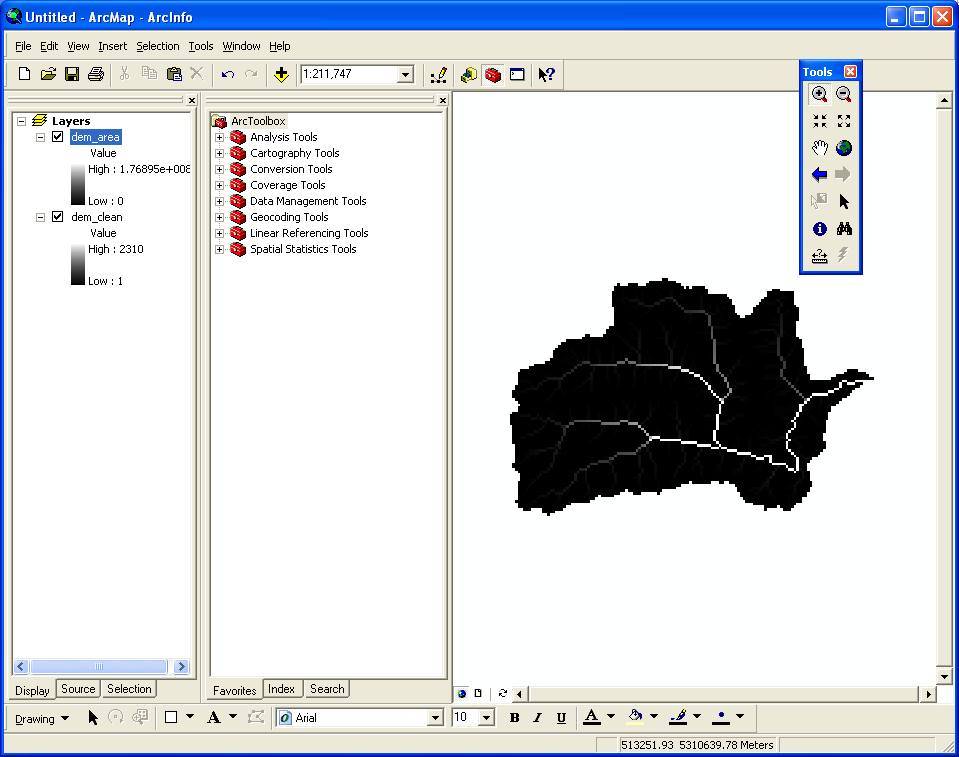 Untitled - ArcMap - ArcInfo
File Edit View Insert Selection Tools Window Help
1:211,747
Tools
Layers
dem_area
Value
High : 1.76895e+008
Low : 0
dem_clean
Value
High : 2310
Low : 1
ArcToolbox
Analysis Tools
Cartography Tools
Conversion Tools
Coverage Tools
Data Management Tools
Geocoding Tools
Linear Referencing Tools
Spatial Statistics Tools
Display Source Selection
Favorites Index Search
Drawing A Arial 10 B I U A
513251.93 5310639.78 Meters